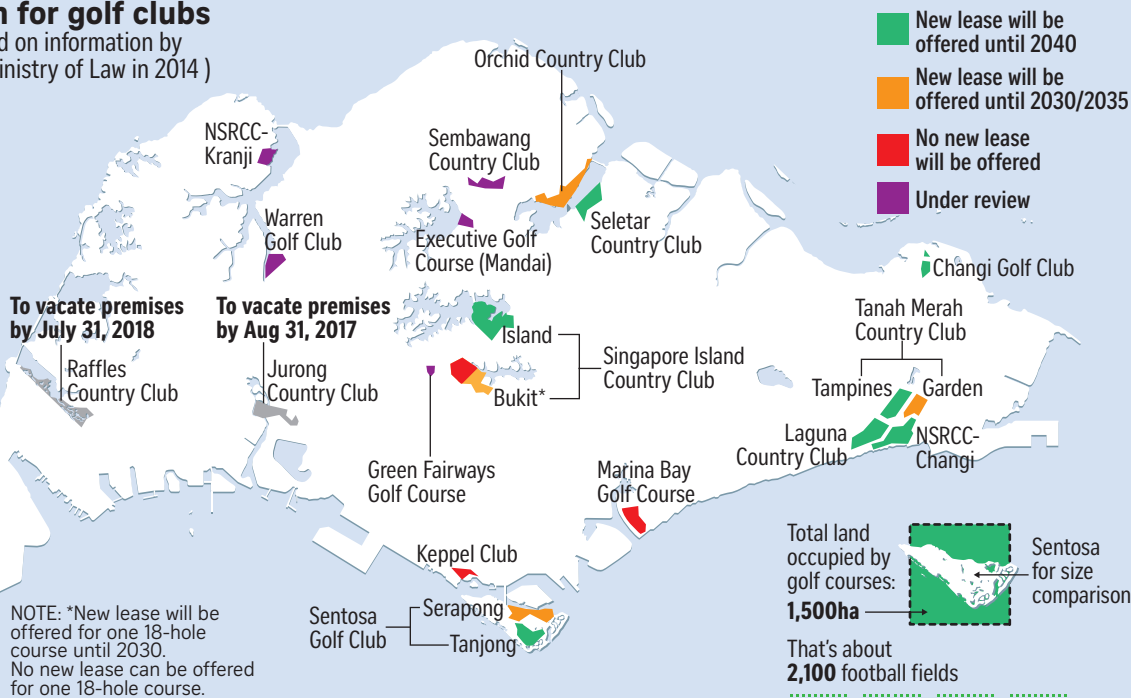 for golf clubs
on information by
Ministry of Law in 2014 )
New lease will be
offered until 2040
New lease will be
offered until 2030/2035
No new lease
will be offered
Under review
Orchid Country Club
NSRCC-
Kranji
Sembawang
Country Club
Warren
Golf Club
Executive Golf
Course (Mandai)
Seletar
Country Club
Changi Golf Club
To vacate premises
by July 31, 2018
Raffles
Country Club
To vacate premises
by Aug 31, 2017
Jurong
Country Club
Island
Bukit*
Singapore Island
Country Club
Tanah Merah
Country Club
Tampines
Garden
Laguna
Country Club
NSRCC-
Changi
Green Fairways
Golf Course
Marina Bay
Golf Course
Keppel Club
Sentosa
Golf Club
Serapong
Tanjong
Total land
occupied by
golf courses:
1,500ha
Sentosa
for size
comparison
That's about
2,100 football fields
NOTE: *New lease will be
offered for one 18-hole
course until 2030.
No new lease can be offered
for one 18-hole course.